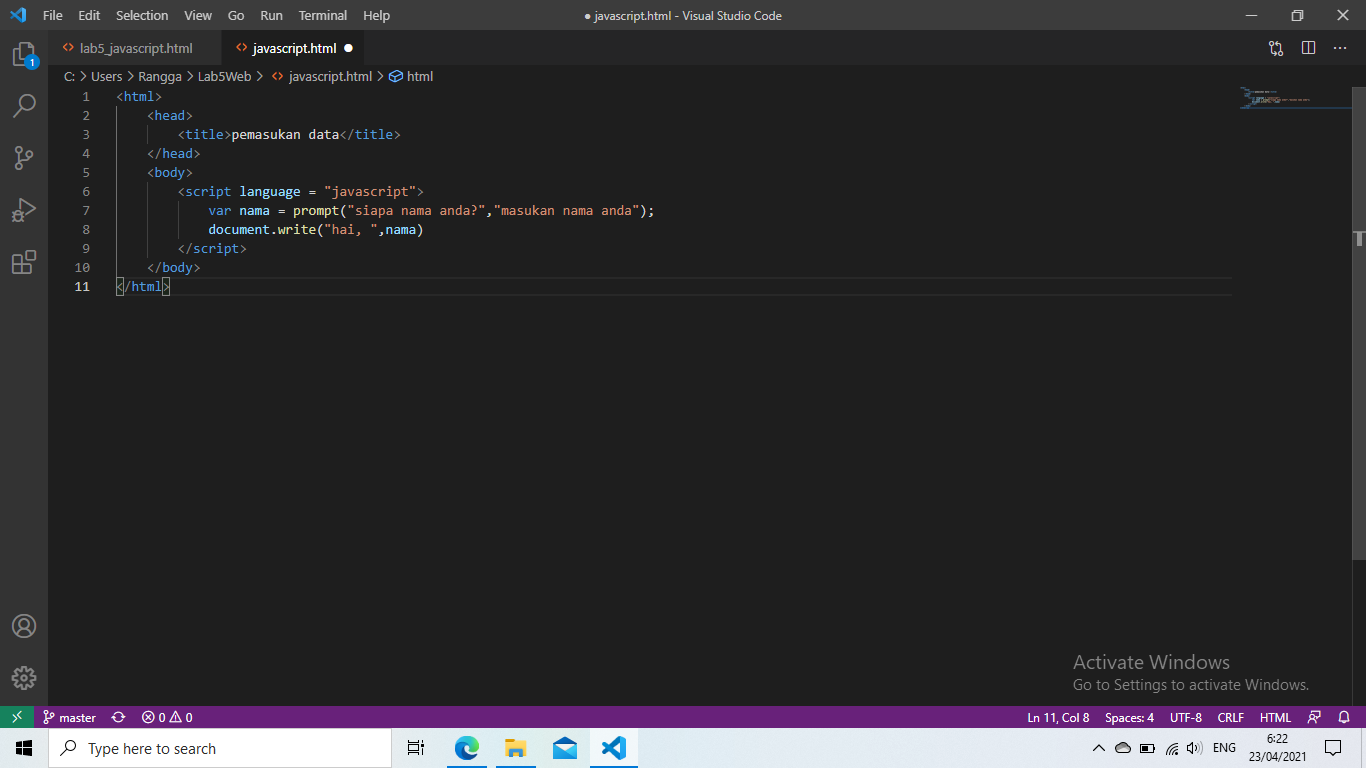 File Edit Selection View Go Run Terminal Help ● javascript.html - Visual Studio Code
lab5_javascript.html javascript.html ●
C: > Users > Rangga > Lab5Web > javascript.html > html
1 <html>
2 <head>
3 <title>pemasukan data</title>
4 </head>
5 <body>
6 <script language = "javascript">
7 var nama = prompt("siapa nama anda?","masukan nama anda");
8 document.write("hai, ",nama)
9 </script>
10 </body>
11 </html>
1
Activate Windows
Go to Settings to activate Windows.
master 0 0 Ln 11, Col 8 Spaces: 4 UTF-8 CRLF HTML
Type here to search ENG 6:22
23/04/2021